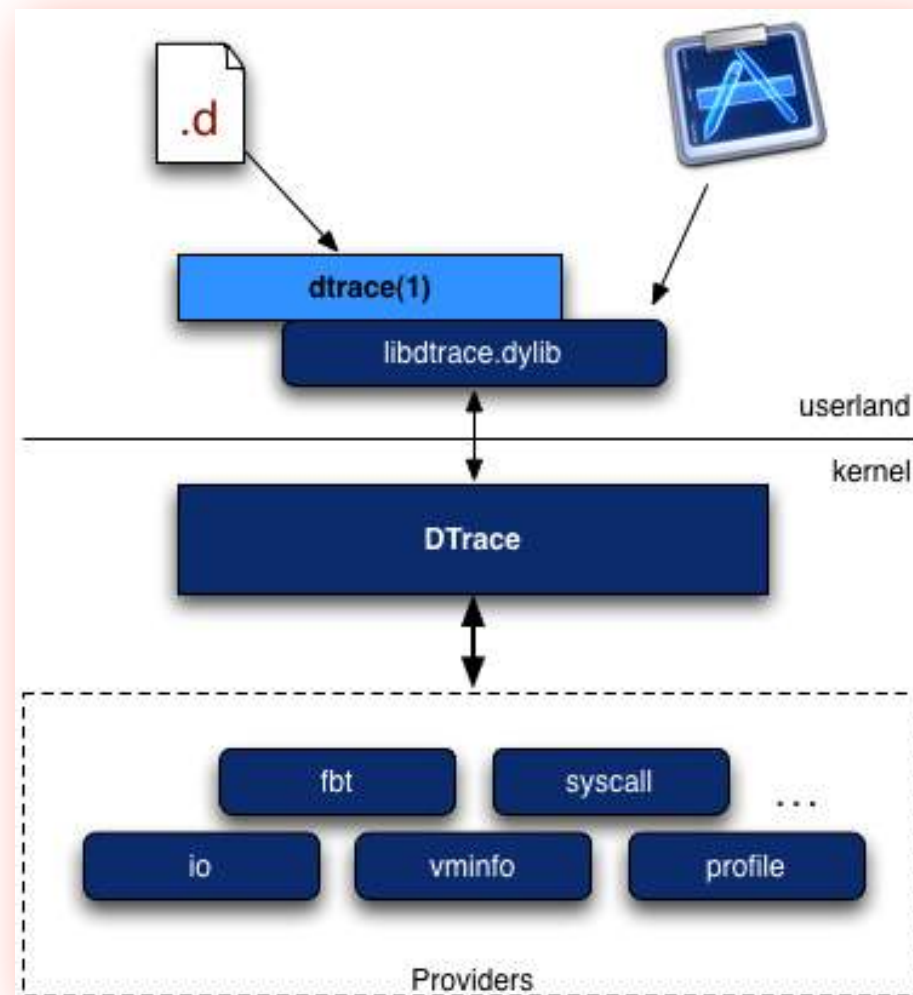 .d
dtrace(1)
libdtrace.dylib
userland
kernel
DTrace
fbt
syscall
...
io
vminfo
profile
Providers